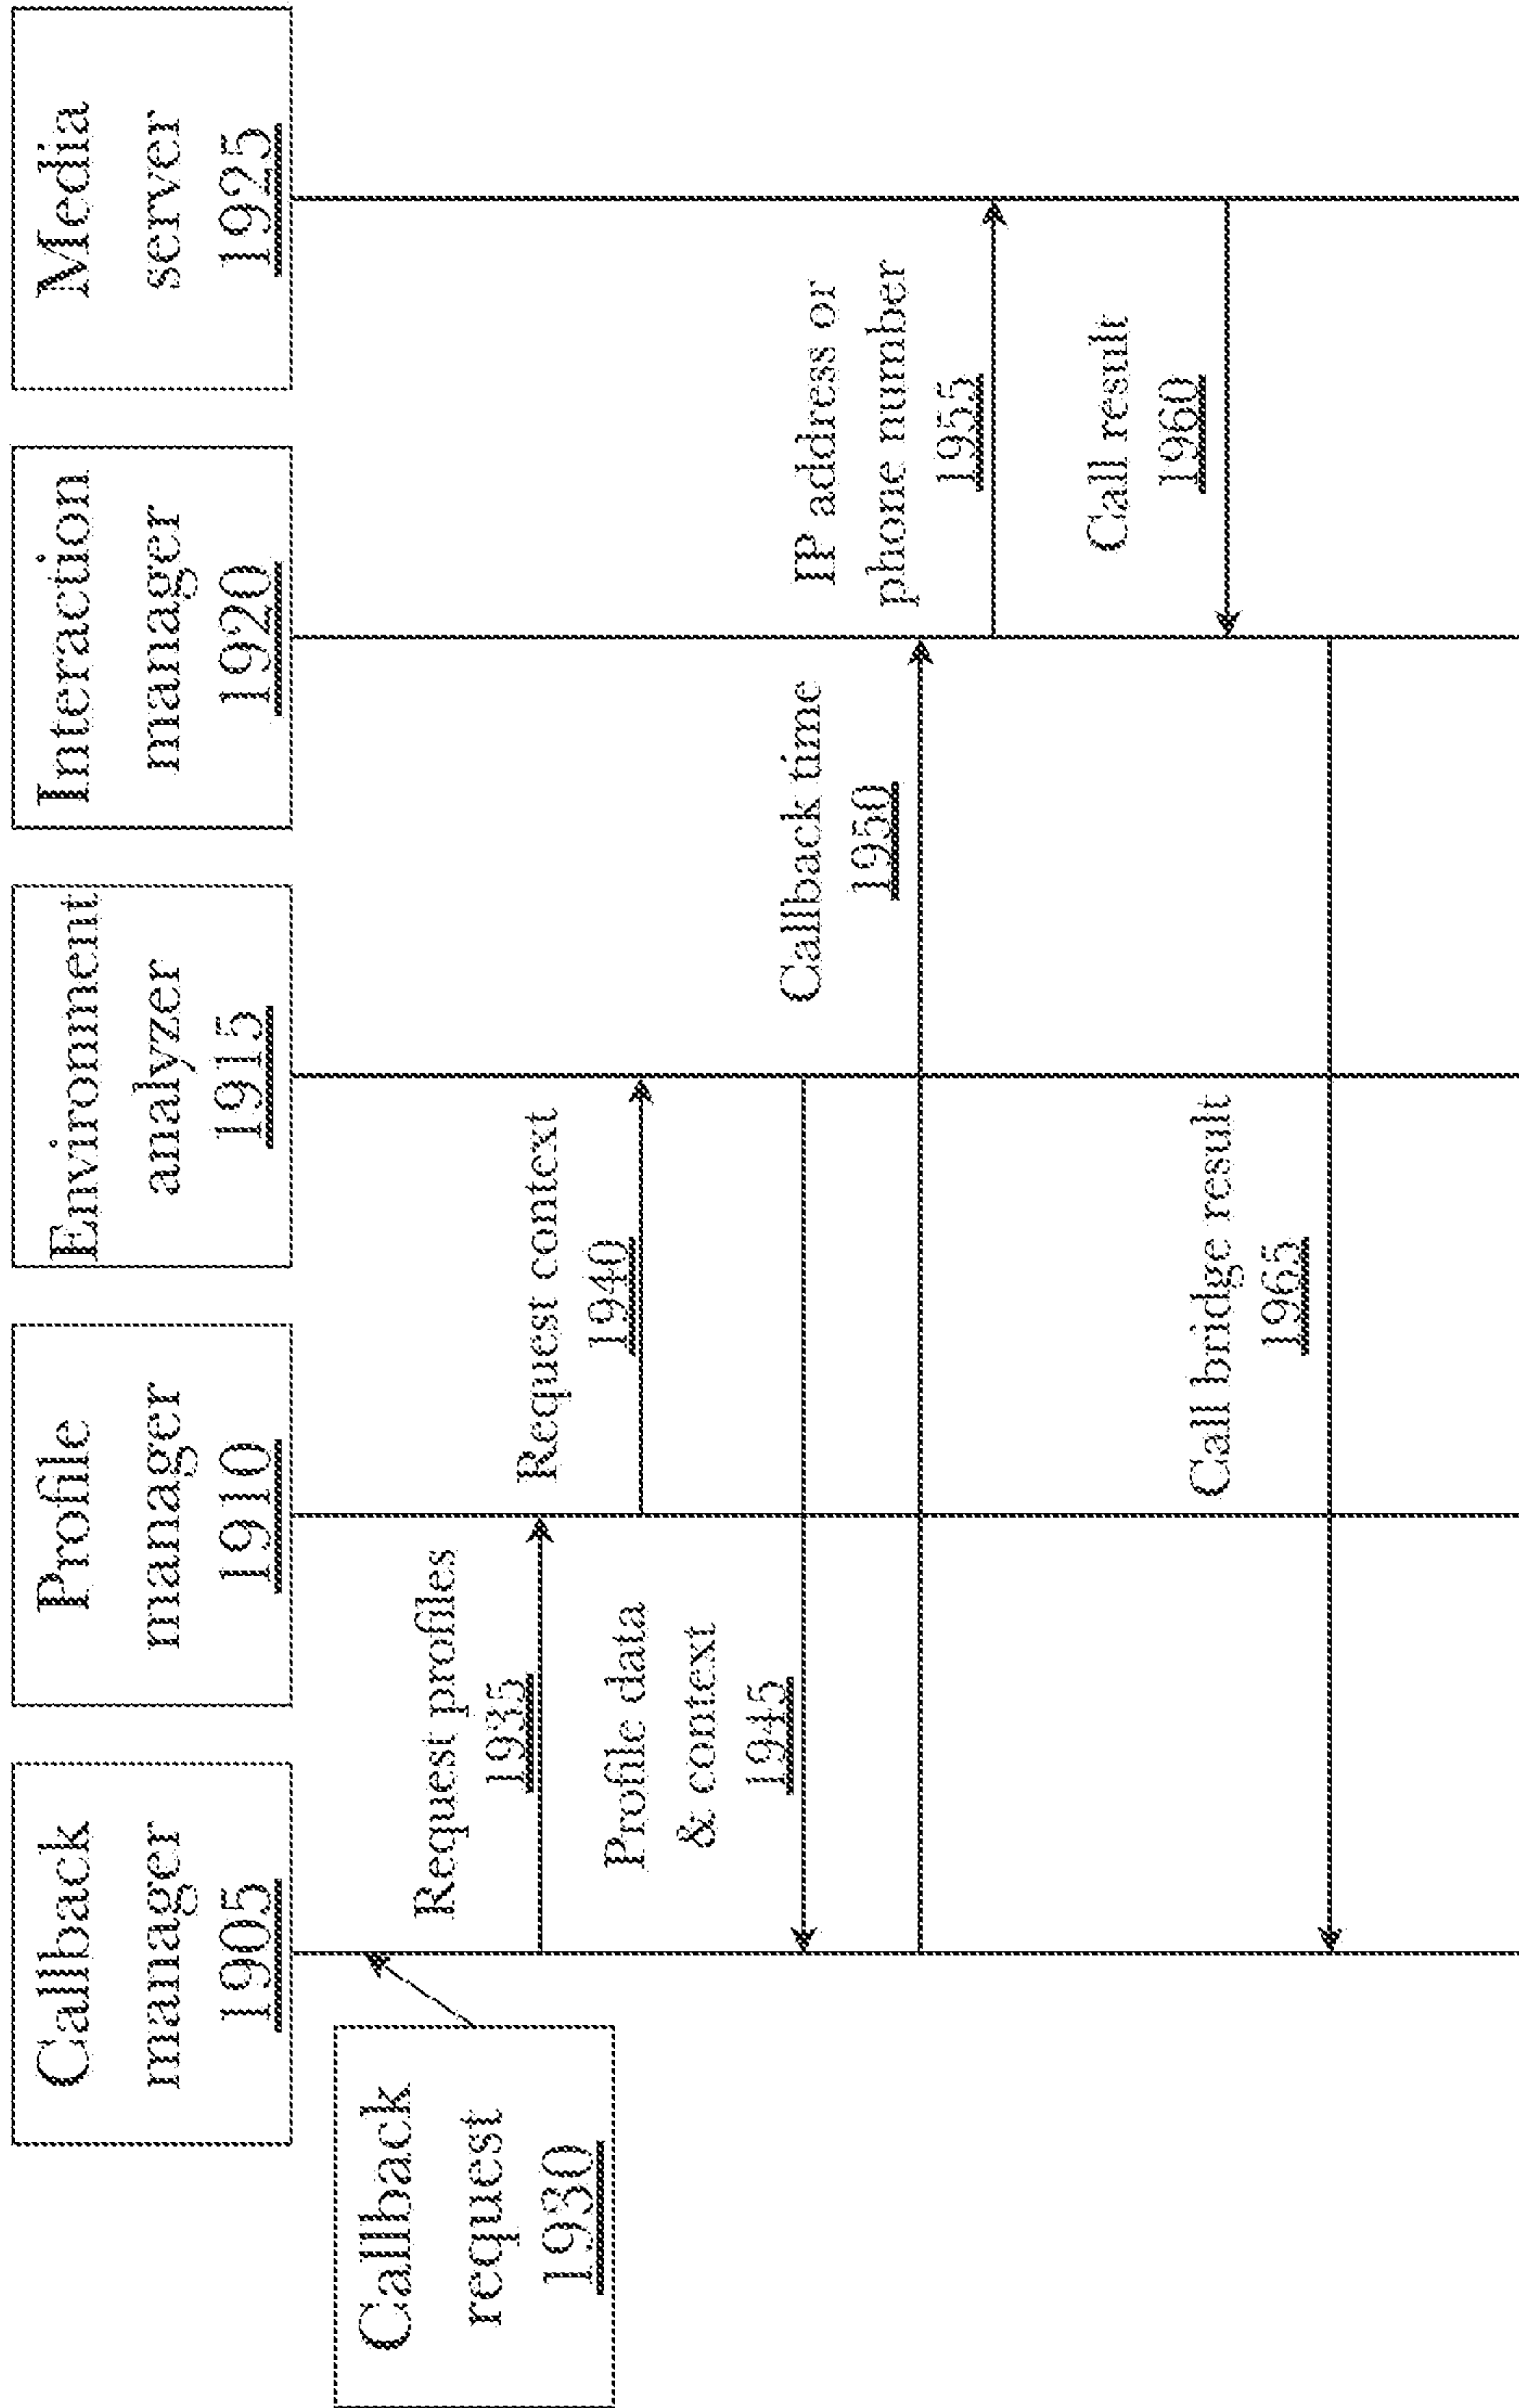 Callback
manager
1905
Profile
manager
1910
Environment
analyzer
1915
Interaction
manager
1920
Media
server
1925
Callback
request
1930
Request profiles
1935
Request context
1940
Profile data
& context
1945
Callback time
1950
IP address or
phone number
1955
Call result
1960
Call bridge result
1965